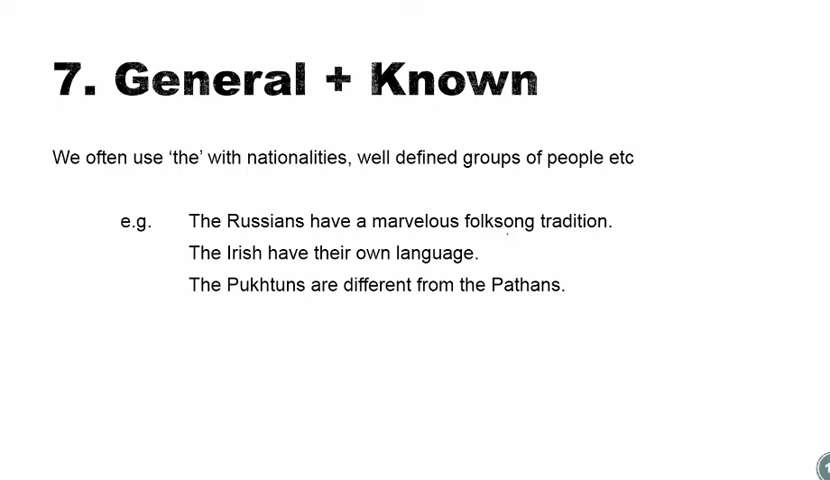 7. General + Known
We often use ‘the’ with nationalities, well defined groups of people etc
e.g. The Russians have a marvelous folksong tradition.
The Irish have their own language.
The Pukhtuns are different from the Pathans.